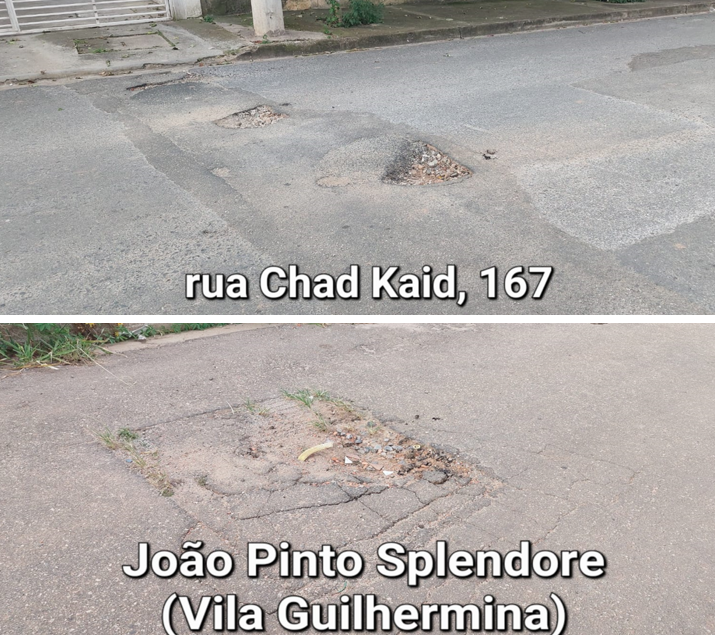 rua Chad Kaid, 167
João Pinto Splendore
(Vila Guilhermina)